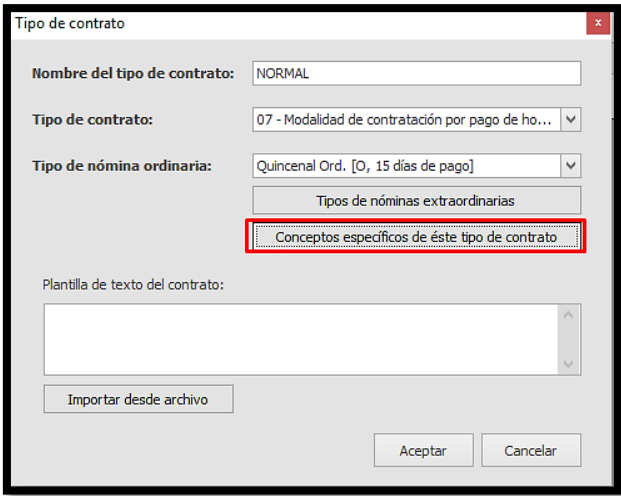 Tipo de contrato
x
Nombre del tipo de contrato: NORMAL
Tipo de contrato: 07 - Modalidad de contratación por pago de ho...
Tipo de nómina ordinaria: Quincenal Ord. [O, 15 días de pago]
Tipos de nóminas extraordinarias
Conceptos específicos de éste tipo de contrato
Plantilla de texto del contrato:
Importar desde archivo
Aceptar Cancelar